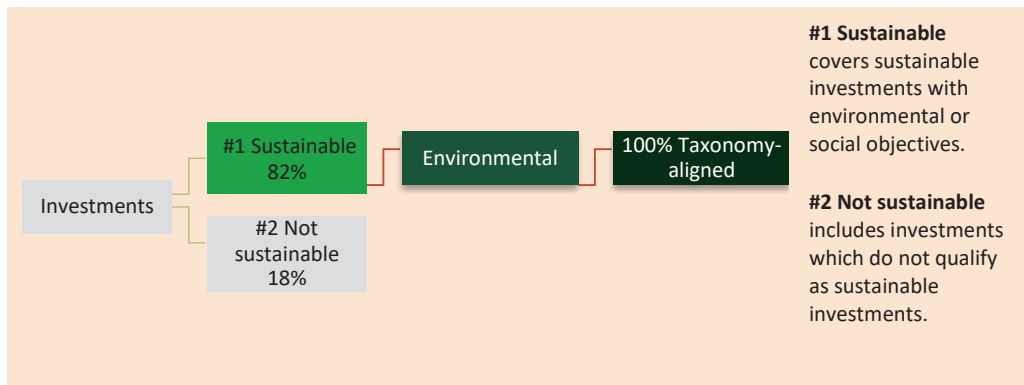 Investments
#1 Sustainable
82%
#2 Not
sustainable
18%
Environmental
100% Taxonomy-
aligned
#1 Sustainable
covers sustainable
investments with
environmental or
social objectives.
#2 Not sustainable
includes investments
which do not qualify
as sustainable
investments.